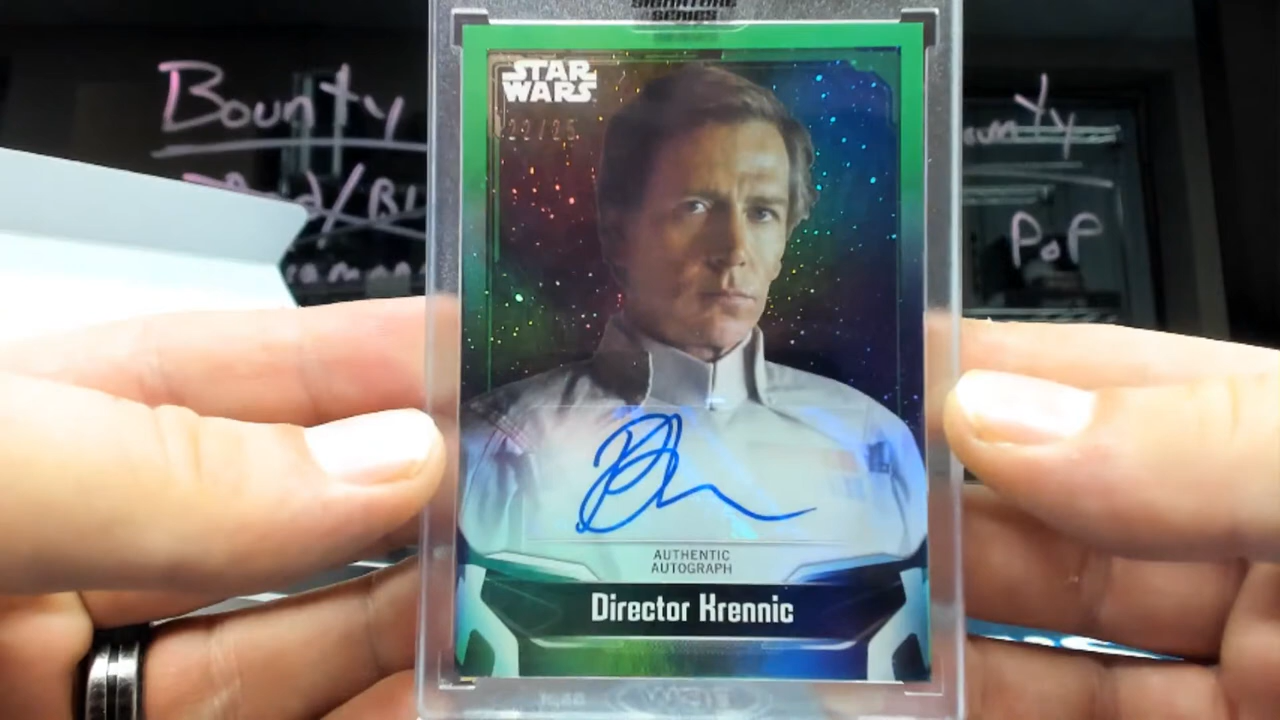 SIGNATURE
SERIES
Bounty
STAR
WARS
22/25
PoP
AUTHENTIC
AUTOGRAPH
Director Krennic